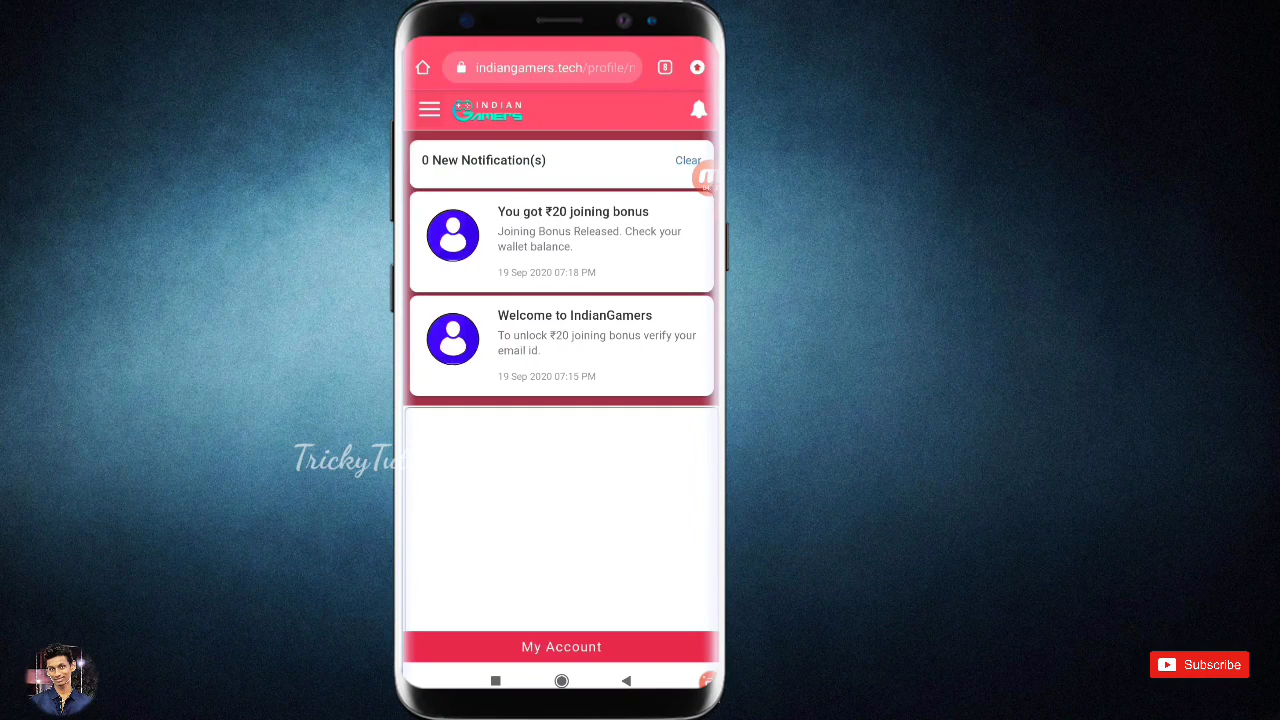 indiangamers.tech/profile/n
8
INDIAN
GAMERS
0 New Notification(s)
Clear
You got ₹20 joining bonus
Joining Bonus Released. Check your
wallet balance.
19 Sep 2020 07:18 PM
Welcome to IndianGamers
To unlock ₹20 joining bonus verify your
email id.
19 Sep 2020 07:15 PM
My Account
Subscribe